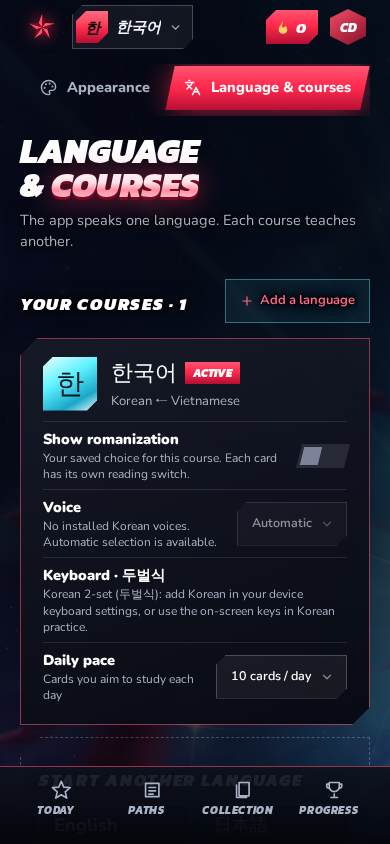 한 한국어 0 CD
Appearance Language & courses
LANGUAGE
& COURSES
The app speaks one language. Each course teaches
another.
YOUR COURSES · 1
+ Add a language
한 한국어 ACTIVE
Korean ← Vietnamese
Show romanization
Your saved choice for this course. Each card
has its own reading switch.
Voice
No installed Korean voices.
Automatic selection is available.
Automatic
Keyboard · 두벌식
Korean 2-set (두벌식): add Korean in your device
keyboard settings, or use the on-screen keys in Korean
practice.
Daily pace
Cards you aim to study each
day
10 cards / day
START ANOTHER LANGUAGE
English 日本語
TODAY PATHS COLLECTION PROGRESS